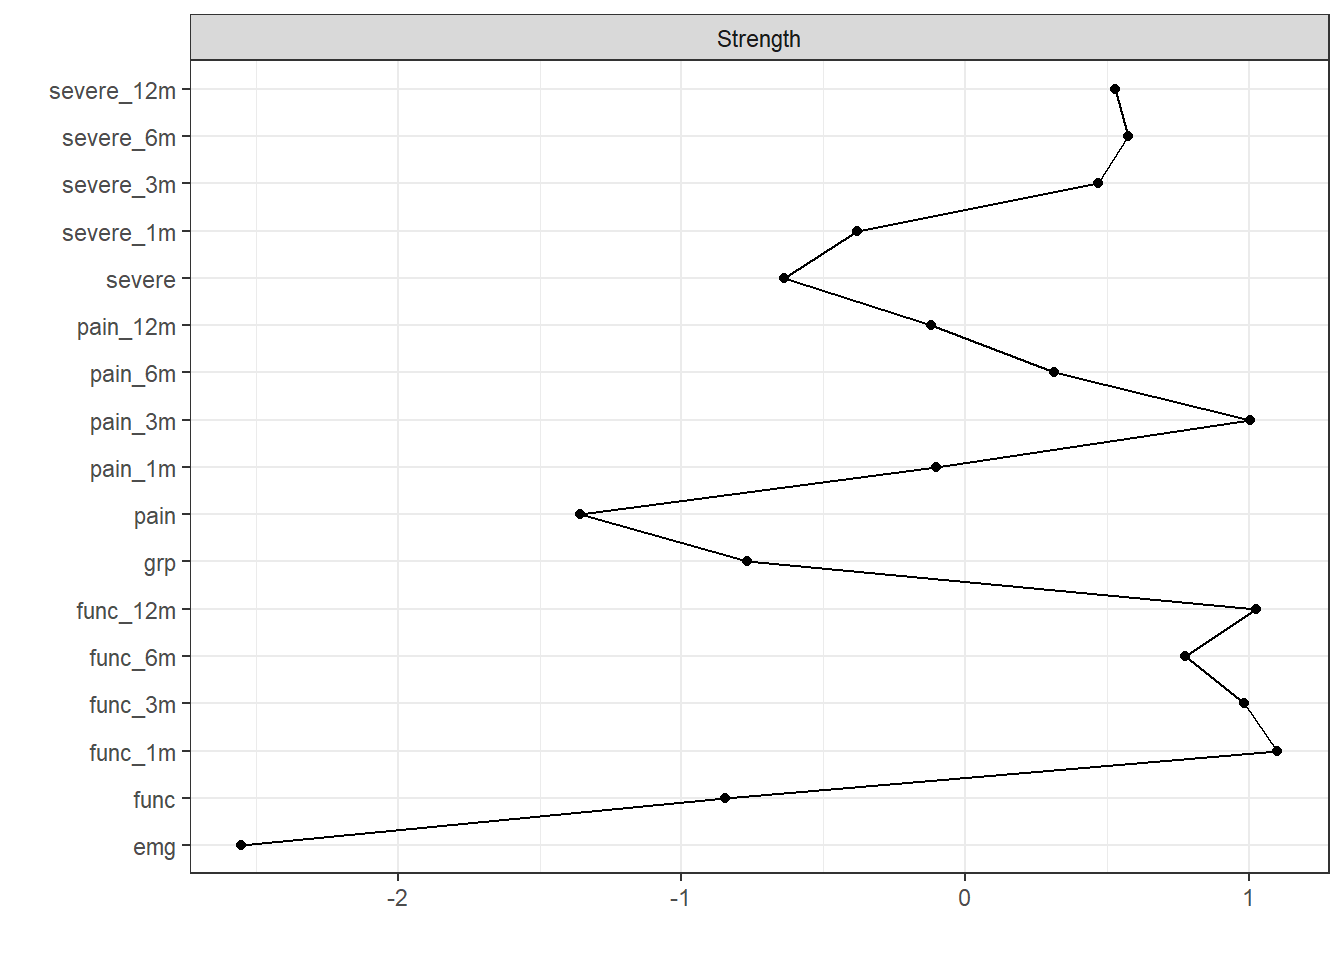 Strength
severe_12m
severe_6m
severe_3m
severe_1m
severe
pain_12m
pain_6m
pain_3m
pain_1m
pain
grp
func_12m
func_6m
func_3m
func_1m
func
emg
-2 -1 0 1